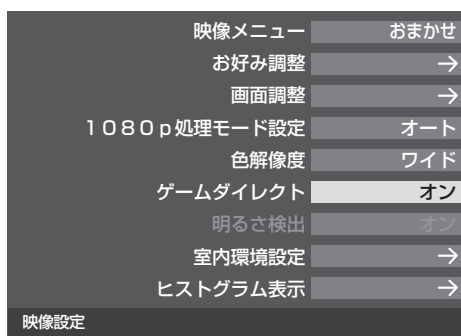 映像メニュー おまかせ
お好み調整 →
画面調整 →
1080p処理モード設定 オート
色解像度 ワイド
ゲームダイレクト オン
明るさ検出 オン
室内環境設定 →
ヒストグラム表示 →
映像設定